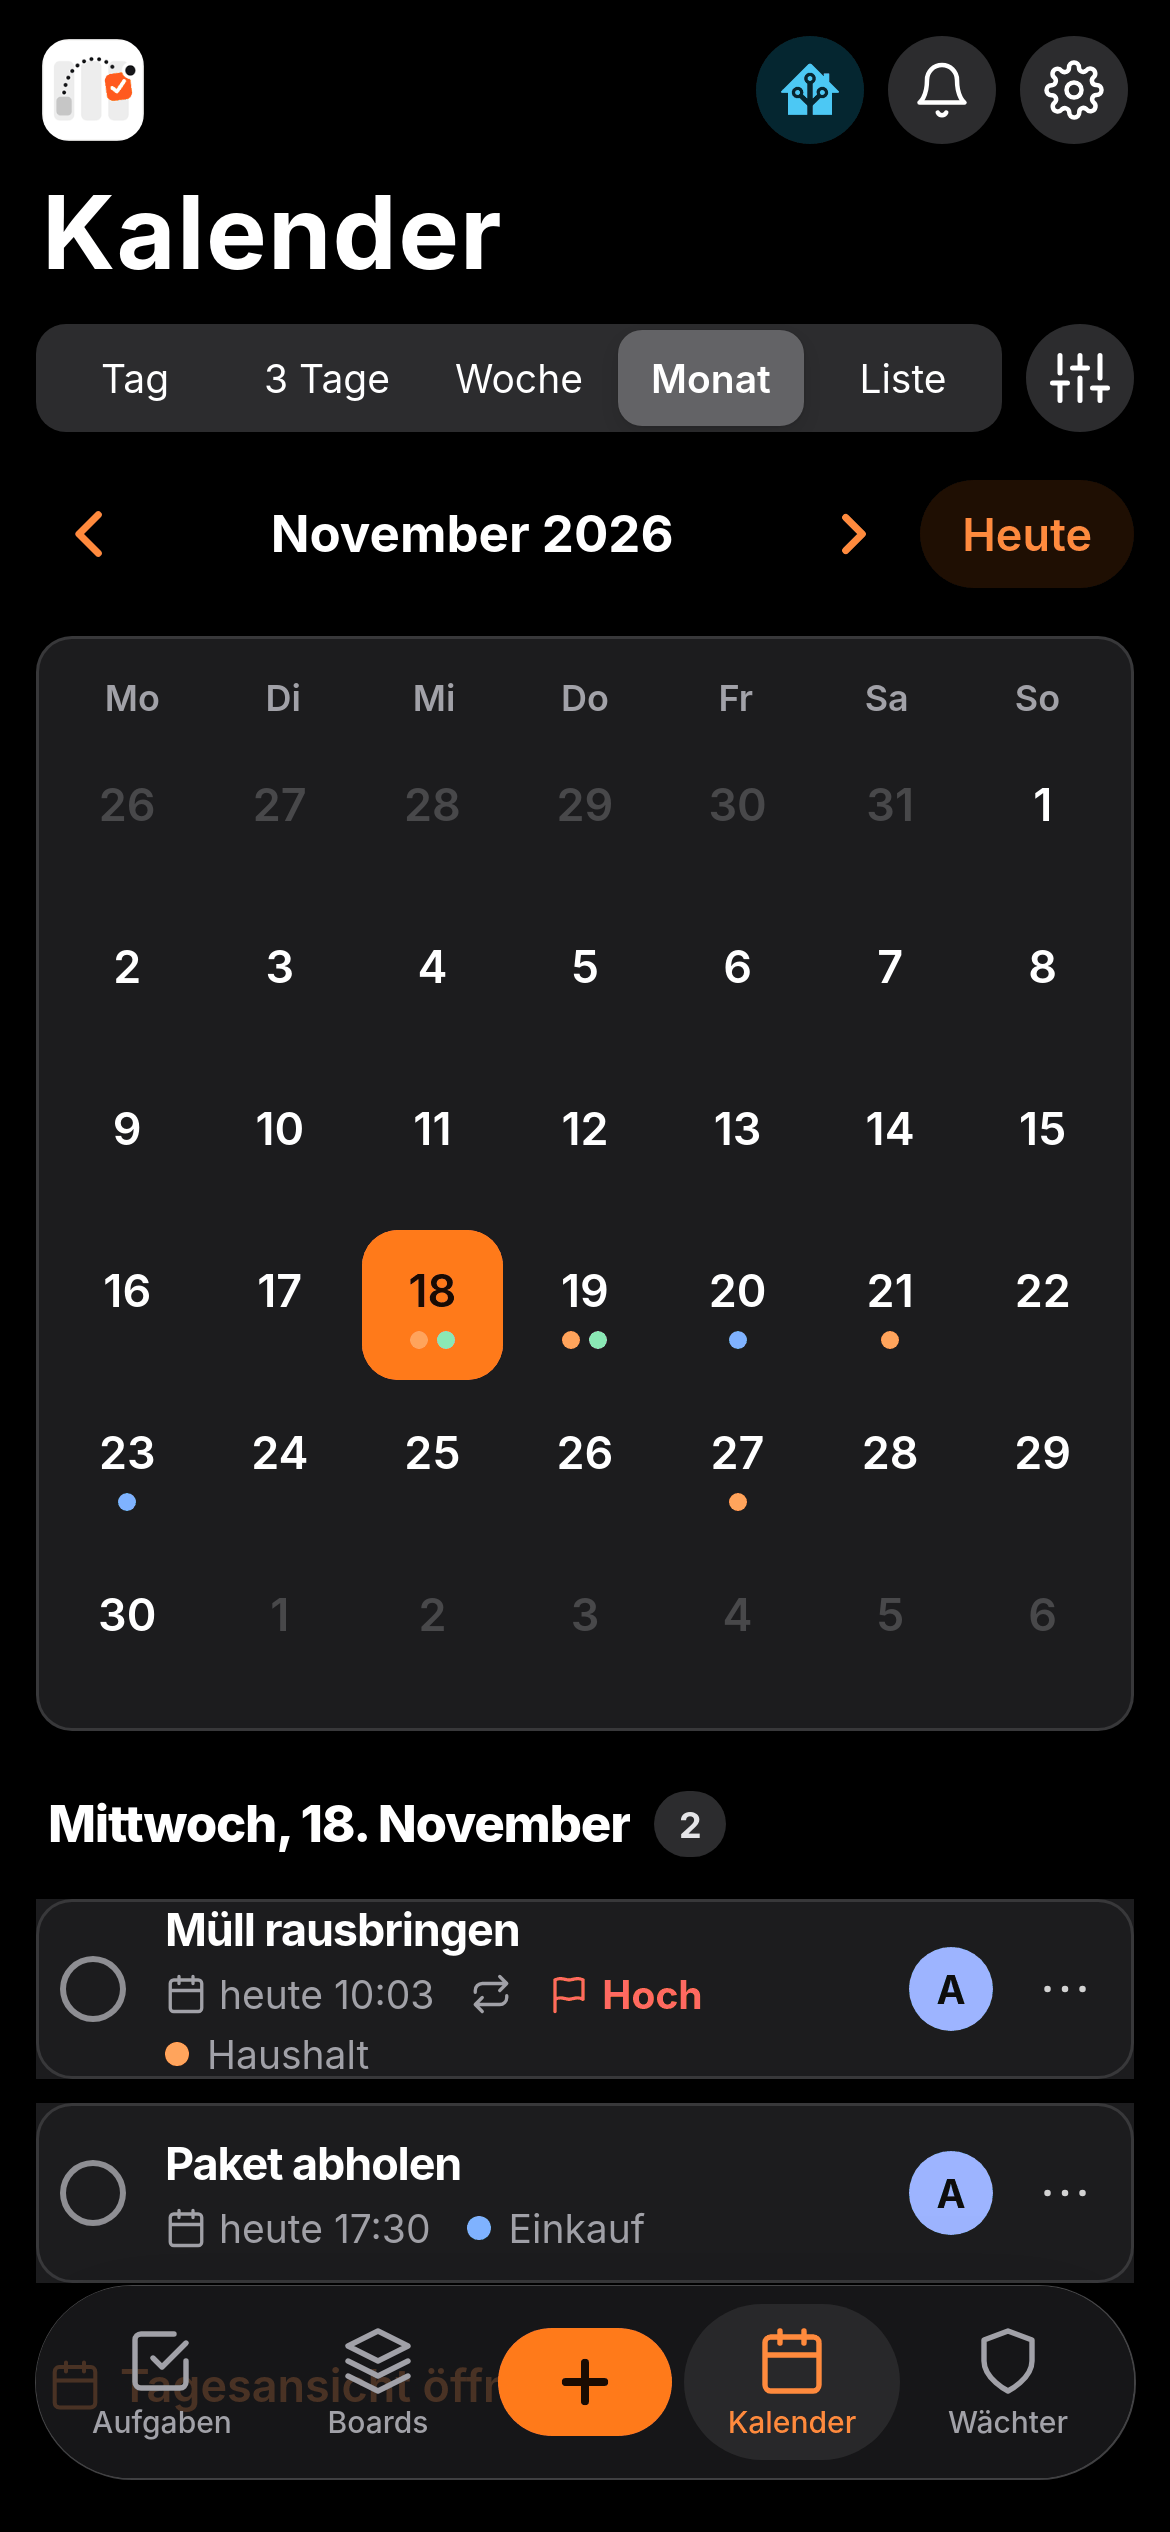 Kalender
Tag 3 Tage Woche Monat Liste
November 2026 Heute
Mo Di Mi Do Fr Sa So
26 27 28 29 30 31 1
2 3 4 5 6 7 8
9 10 11 12 13 14 15
16 17 18 19 20 21 22
23 24 25 26 27 28 29
30 1 2 3 4 5 6
Mittwoch, 18. November 2
Müll rausbringen
heute 10:03 Hoch
Haushalt
A
Paket abholen
heute 17:30 Einkauf
A
Tagesansicht
Aufgaben Boards Kalender Wächter